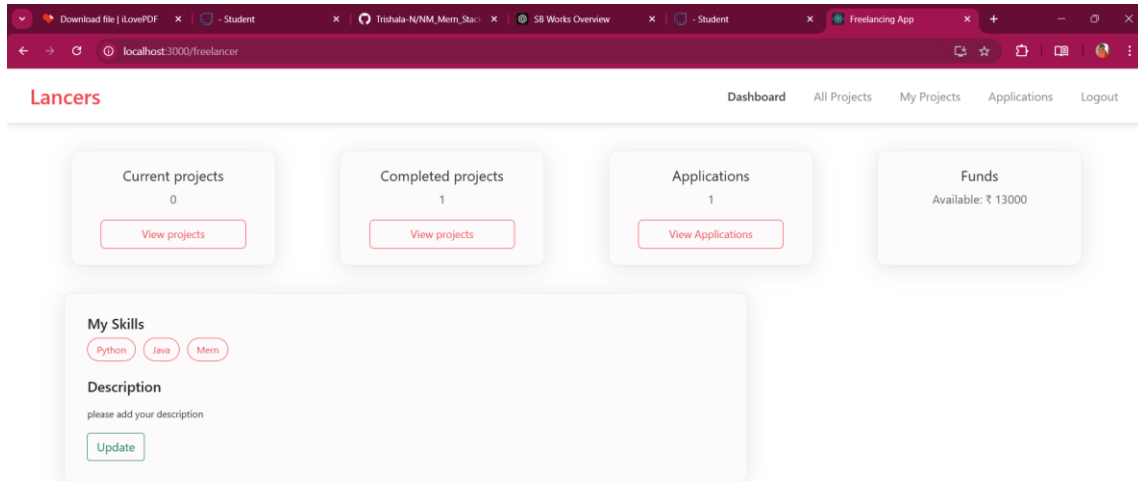 Download file | iLovePDF
- Student
Trishala-N/NM_Mern_Stacl
SB Works Overview
- Student
Freelancing App
localhost:3000/freelancer
Lancers
Dashboard
All Projects
My Projects
Applications
Logout
Current projects
0
View projects
Completed projects
1
View projects
Applications
1
View Applications
Funds
Available: ₹ 13000
My Skills
Python
Java
Mern
Description
please add your description
Update